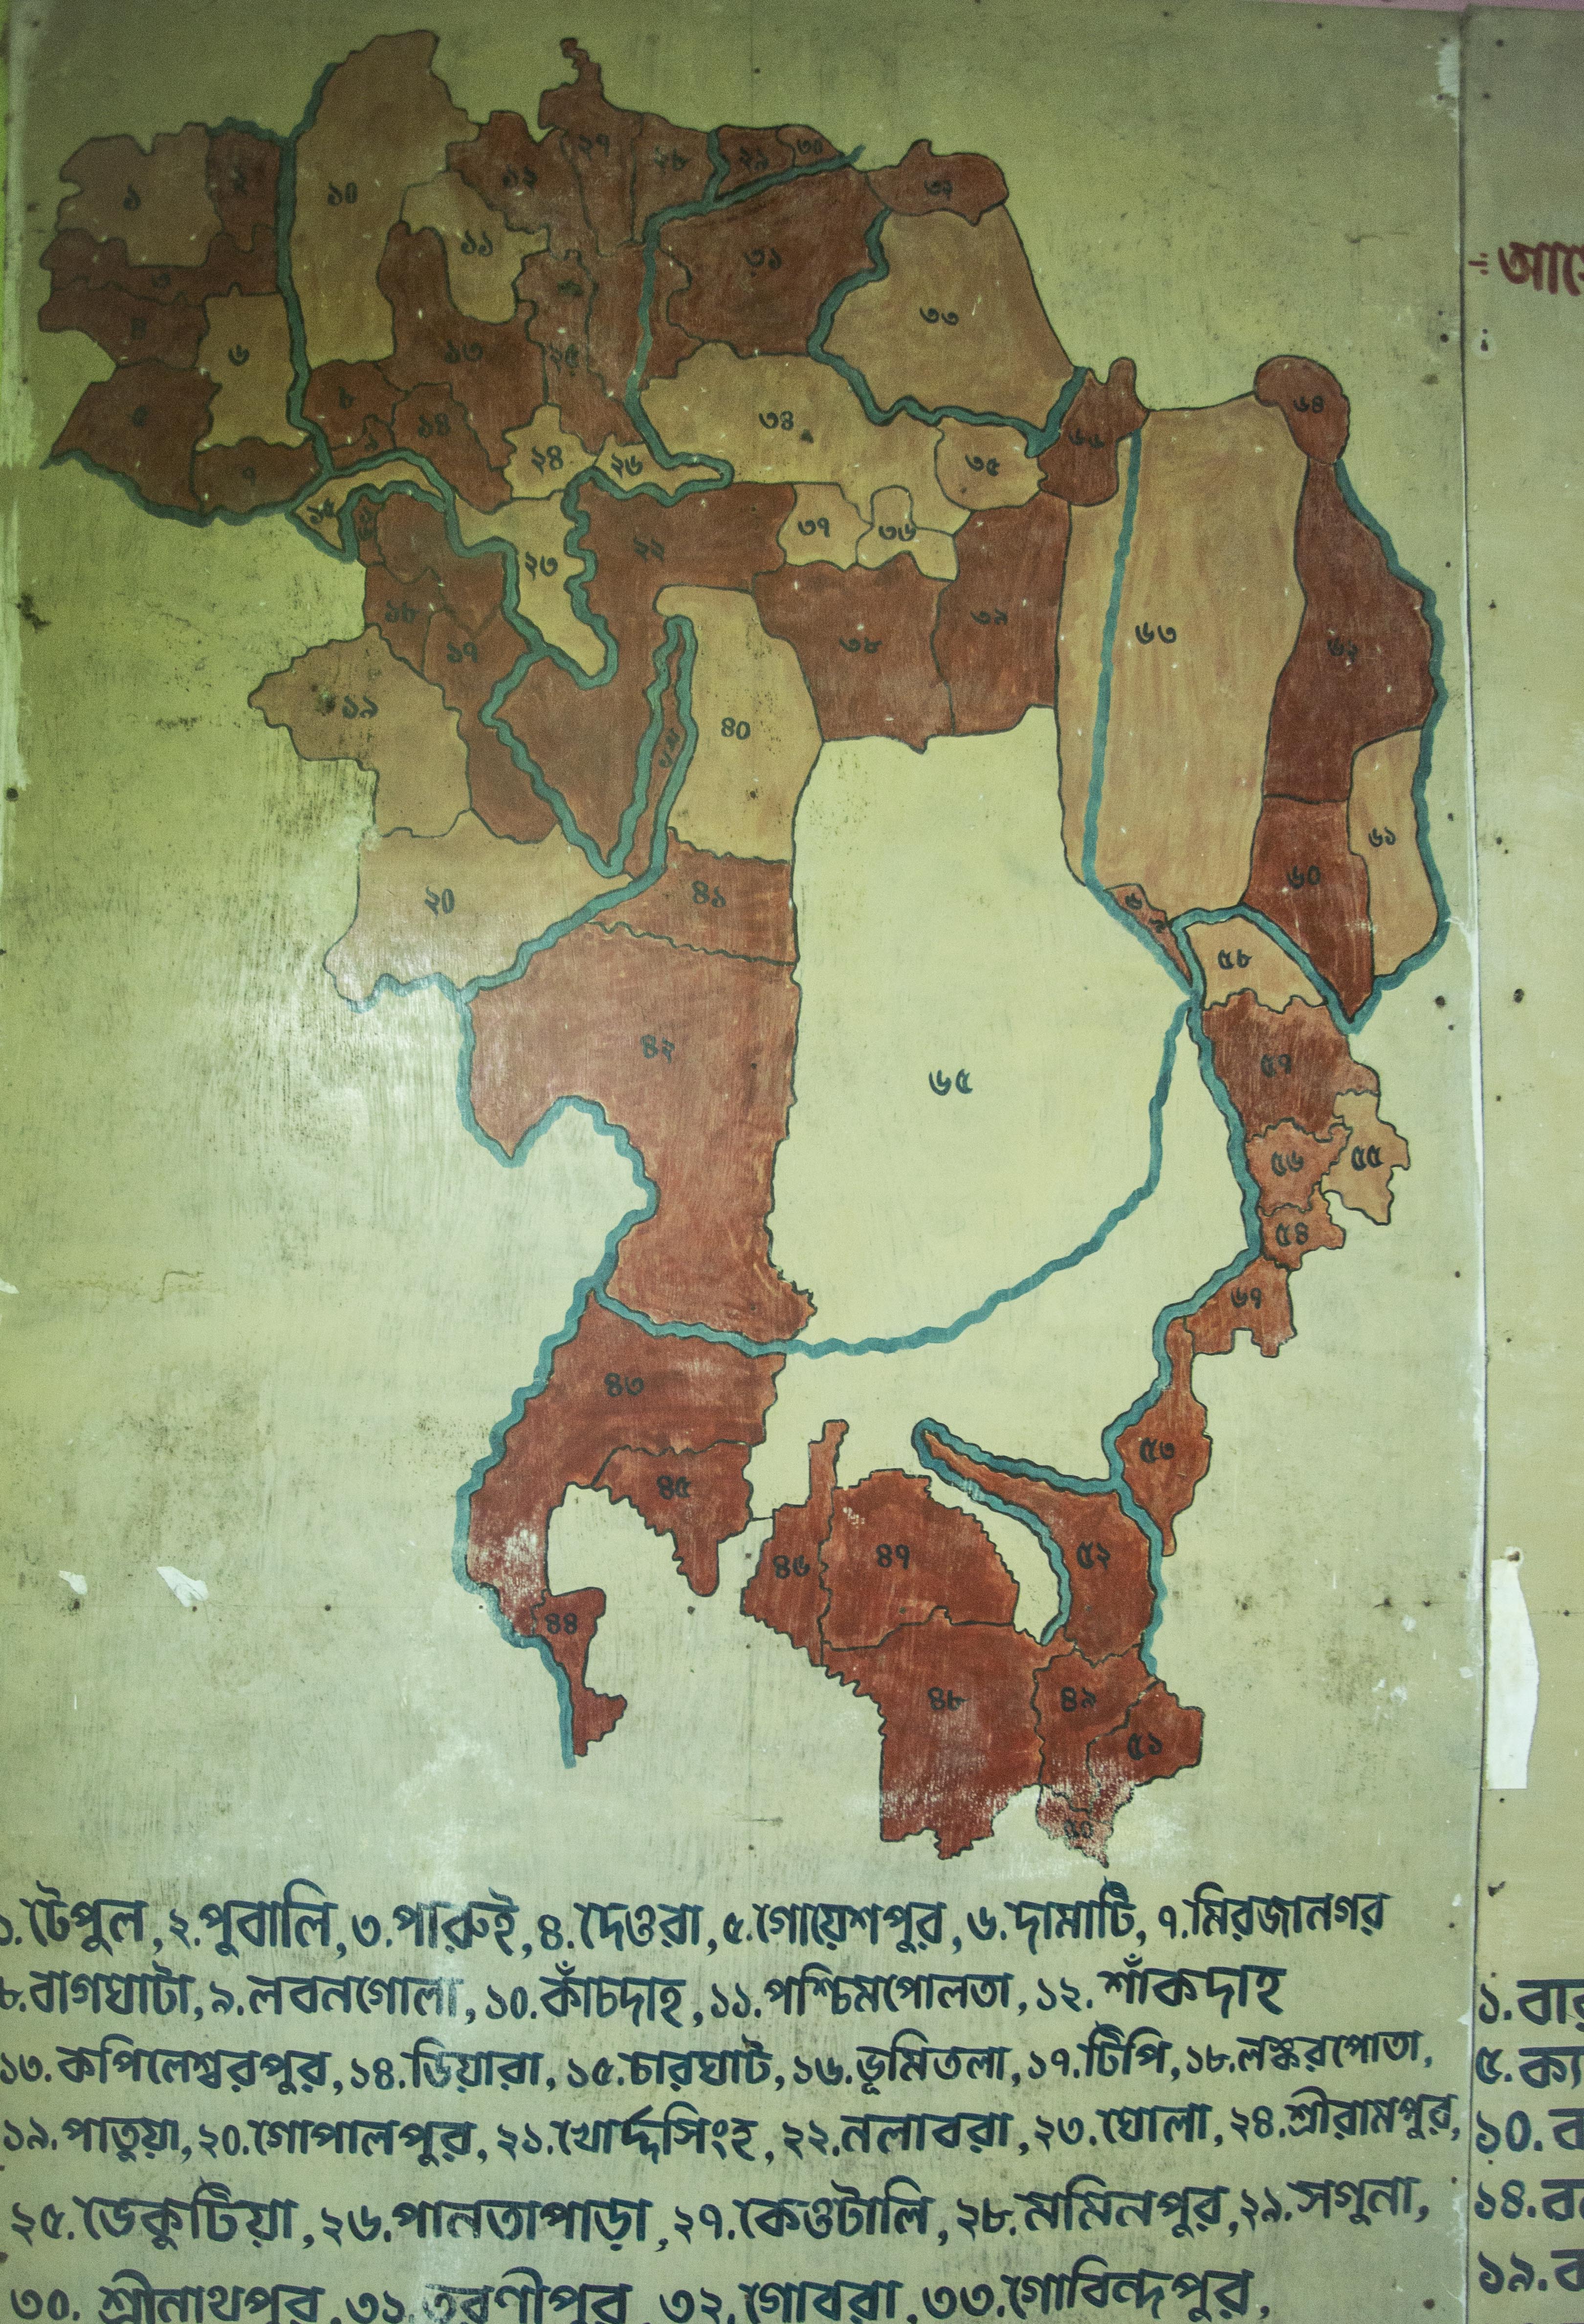 ১ ২ ১০ ১২ ২৭ ২৮ ২৯ ৩০ ৩২
৩ ১১ ৩১ ৩৩
৪ ৬ ১৩ ২৫ ৩৪ ৬৪
৫ ৭ ৮ ৯ ১৪ ২৪ ২৬ ৩৫ ৬৬
১৫ ২৩ ২২ ৩৭ ৩৬
১৮ ১৭ ৩৮ ৩৯ ৬৩ ৬২
১৯ ৪০
২০ ৪১ ৬০ ৬১
৫৮
৪২ ৬৫ ৫৭
৫৬ ৫৫
৫৪
৪৩ ৬৭
৪৫ ৫৩
৪৬ ৪৭ ৫২
৪৪
৪৮ ৪৯ ৫১
৫০
১. টেপুল, ২. পুবালি, ৩. পারুই, ৪. দেওরা, ৫. গোয়েশপুর, ৬. দামাটি, ৭. মিরজানগর
৮. বাগঘাটা, ৯. লবনগোলা, ১০. কাঁচদাহ, ১১. পশ্চিমপোলতা, ১২. শাঁকদাহ
১৩. কপিলেশ্বরপুর, ১৪. ডিয়ারা, ১৫. চারঘাট, ১৬. ভূমিতলা, ১৭. টিপি, ১৮. লস্করপোতা,
১৯. পাতুয়া, ২০. গোপালপুর, ২১. খোর্দ্দসিংহ, ২২. নলাবরা, ২৩. ঘোলা, ২৪. শ্রীরামপুর,
২৫. ভেকুটিয়া, ২৬. পানতাপাড়া, ২৭. কেওটালি, ২৮. মমিনপুর, ২৯. সগুনা,
৩০. শ্রীনাথপুর, ৩১. তরণীপুর, ৩২. গোবরা, ৩৩. গোবিন্দপুর,
১.
৫.
১০.
১৪.
১৯.